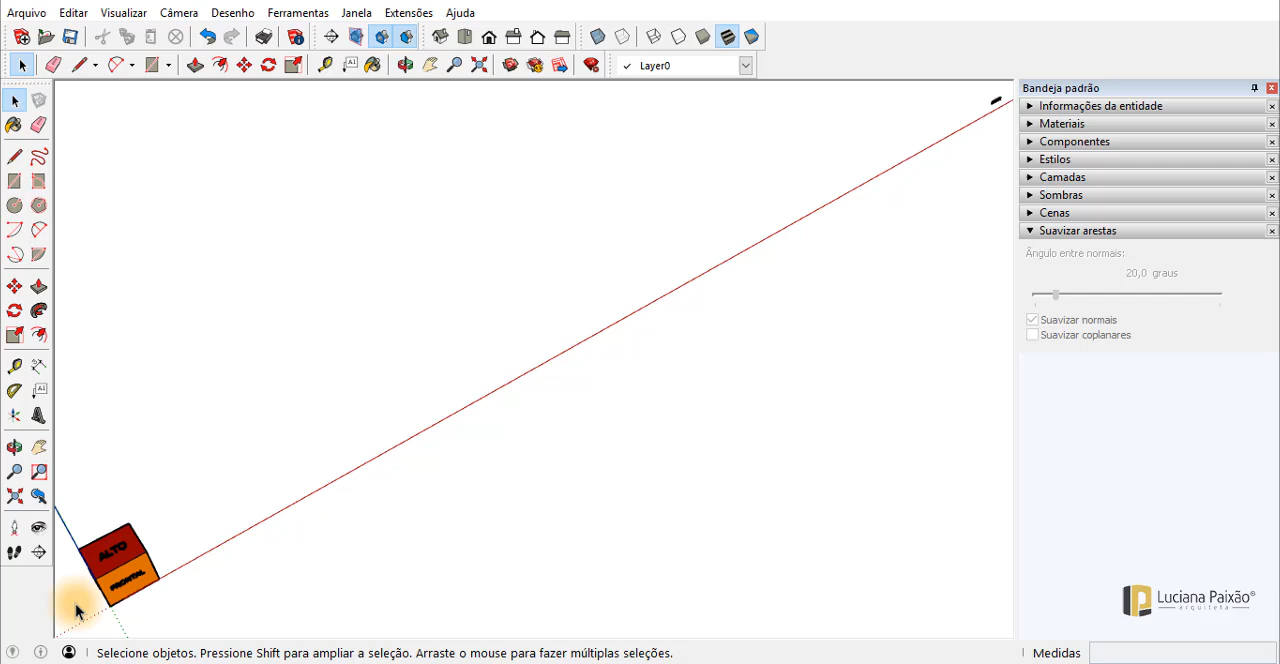 Arquivo Editar Visualizar Câmera Desenho Ferramentas Janela Extensões Ajuda
A1 ✓ Layer0
Bandeja padrão
Informações da entidade
Materiais
Componentes
Estilos
Camadas
Sombras
Cenas
Suavizar arestas
Ângulo entre normais:
20,0 graus
Suavizar normais
Suavizar coplanares
A1
ALTO
FRONTAL
Luciana Paixão®
arquiteta
Selecione objetos. Pressione Shift para ampliar a seleção. Arraste o mouse para fazer múltiplas seleções.
Medidas